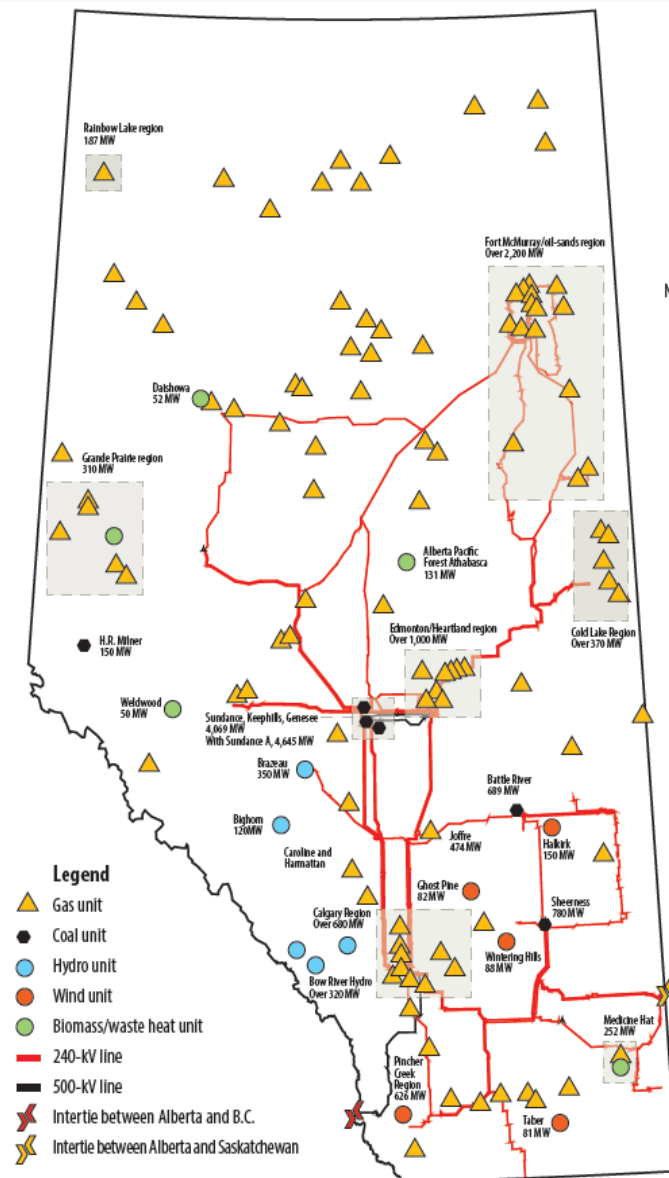 Rainbow Lake region
187 MW
Fort McMurray/oil-sands region
Over 2,200 MW
M
Daishowa
52 MW
Grande Prairie region
310 MW
Alberta Pacific
Forest Athabasca
131 MW
H.R. Milner
150 MW
Edmonton/Heartland region
Over 1,000 MW
Cold Lake Region
Over 370 MW
Weldwood
50 MW
Sundance, Keephills, Genesee
4,069 MW
With Sundance A, 4,645 MW
Brazeau
350 MW
Battle River
689 MW
Bighorn
120MW
Joffre
474 MW
Halkirk
150 MW
Caroline and
Harmattan
Ghost Pine
82 MW
Sheerness
780 MW
Calgary Region
Over 680 MW
Wintering Hills
88 MW
Bow River Hydro
Over 320 MW
Medicine Hat
252 MW
Pincher
Creek
Region
626 MW
Taber
81 MW
Legend
Gas unit
Coal unit
Hydro unit
Wind unit
Biomass/waste heat unit
240-kV line
500-kV line
Intertie between Alberta and B.C.
Intertie between Alberta and Saskatchewan